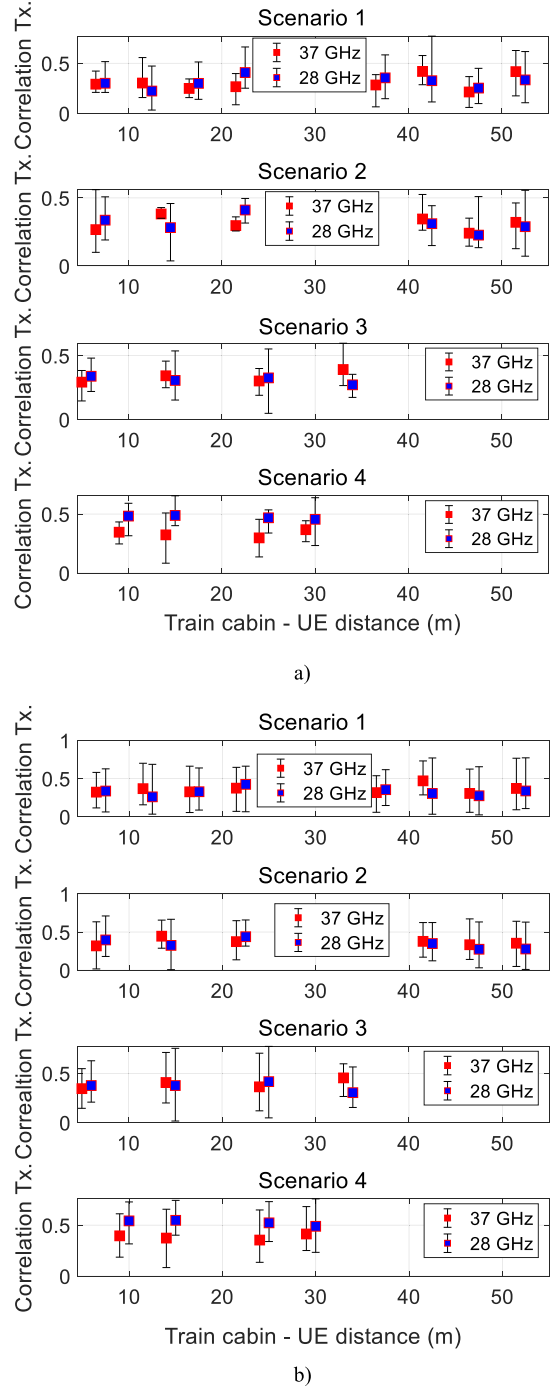 Scenario 1
Correlation Tx.
0.5
0
37 GHz
28 GHz
10 20 30 40 50
Scenario 2
Correlation Tx.
0.5
0
37 GHz
28 GHz
10 20 30 40 50
Scenario 3
Correlation Tx.
0.5
0
37 GHz
28 GHz
10 20 30 40 50
Scenario 4
Correlation Tx.
0.5
0
37 GHz
28 GHz
10 20 30 40 50
Train cabin - UE distance (m)
a)
Scenario 1
Correlation Tx.
1
0.5
0
37 GHz
28 GHz
10 20 30 40 50
Scenario 2
Correlation Tx.
1
0.5
0
37 GHz
28 GHz
10 20 30 40 50
Scenario 3
Correaltion Tx.
0.5
0
37 GHz
28 GHz
10 20 30 40 50
Scenario 4
Correlation Tx.
0.5
0
37 GHz
28 GHz
10 20 30 40 50
Train cabin - UE distance (m)
b)